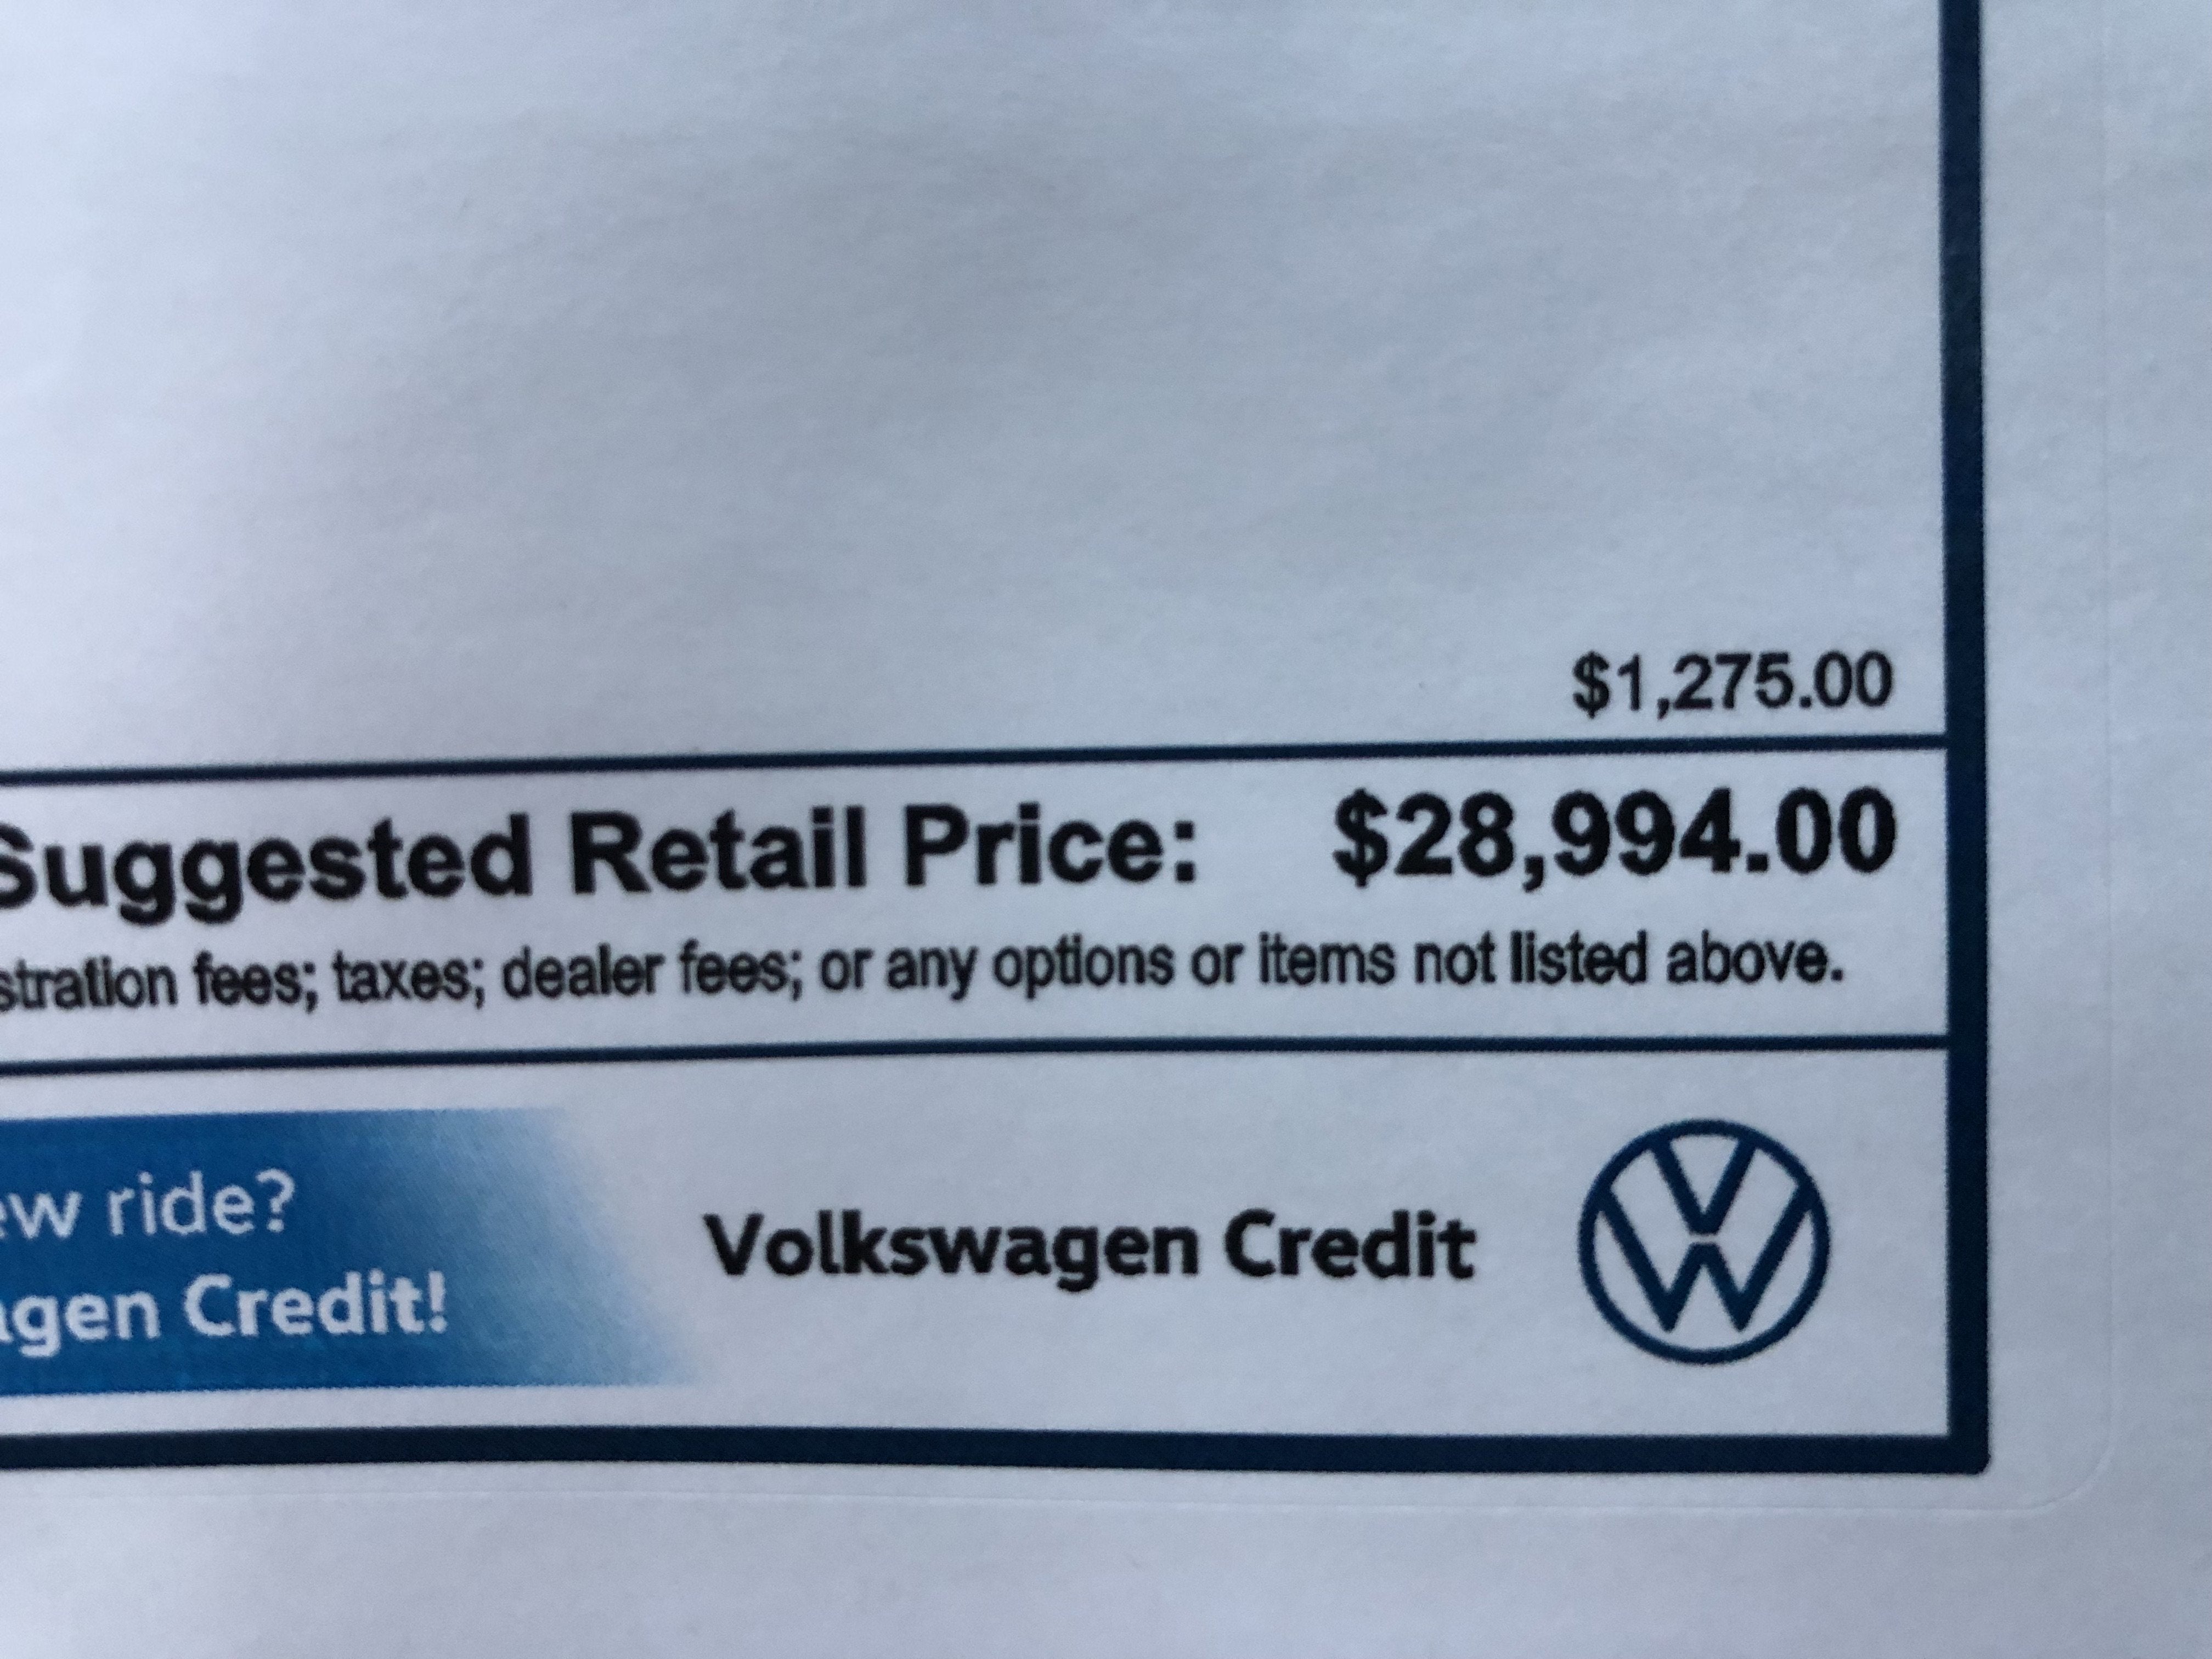 $1,275.00
Suggested Retail Price: $28,994.00
stration fees; taxes; dealer fees; or any options or items not listed above.
ew ride?
agen Credit!
Volkswagen Credit